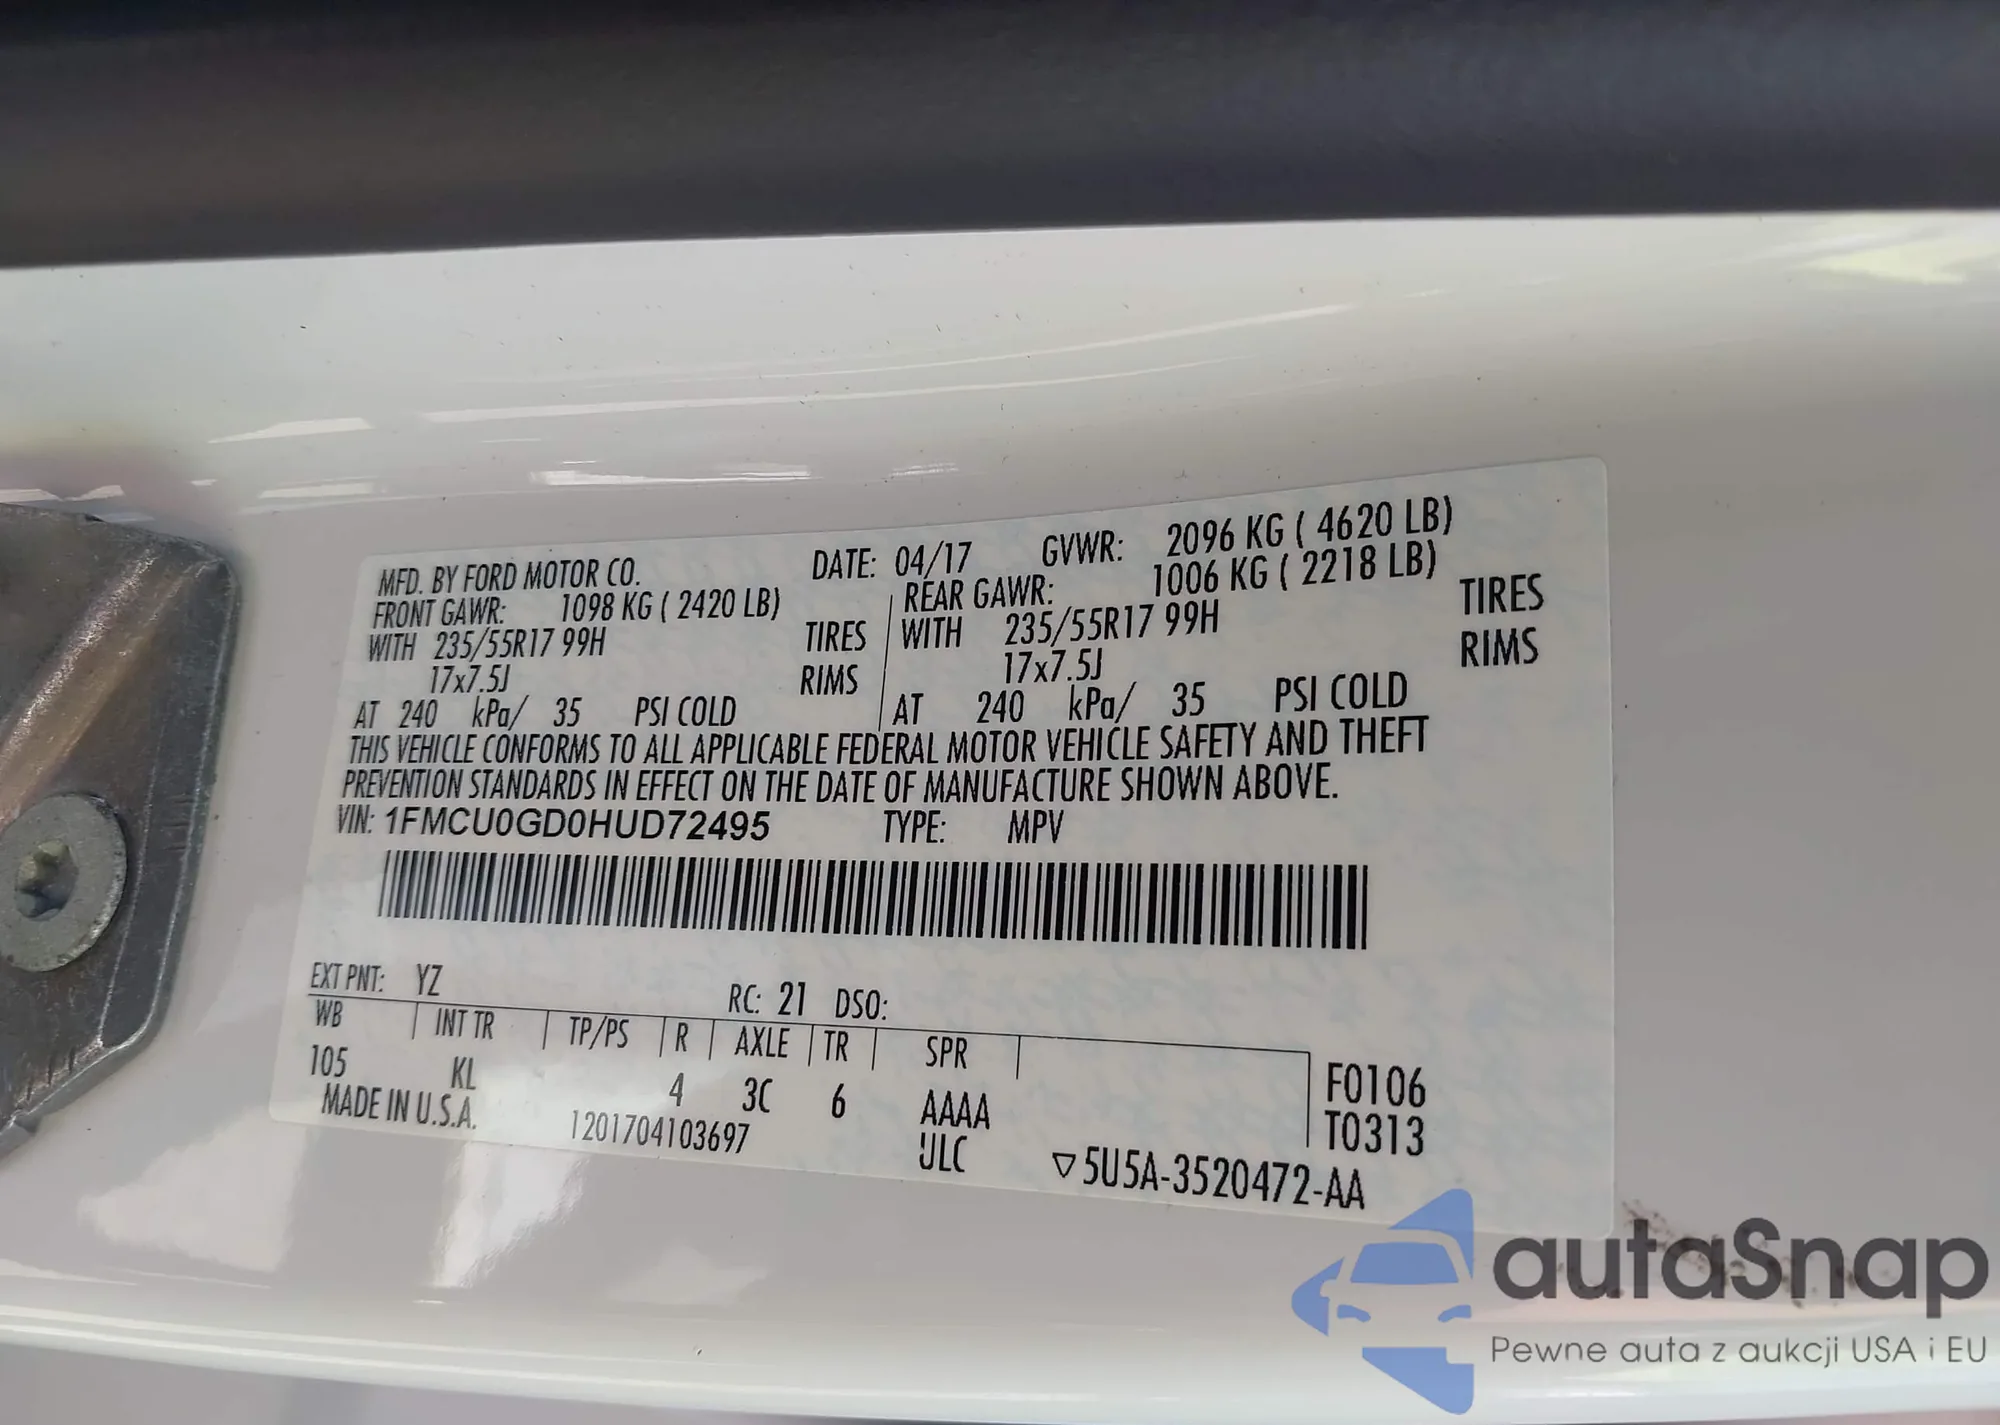 MFD. BY FORD MOTOR CO. DATE: 04/17 GVWR: 2096 KG ( 4620 LB)
FRONT GAWR: 1098 KG ( 2420 LB) REAR GAWR: 1006 KG ( 2218 LB)
WITH 235/55R17 99H TIRES WITH 235/55R17 99H TIRES
17x7.5J RIMS 17x7.5J RIMS
AT 240 kPa/ 35 PSI COLD AT 240 kPa/ 35 PSI COLD
THIS VEHICLE CONFORMS TO ALL APPLICABLE FEDERAL MOTOR VEHICLE SAFETY AND THEFT
PREVENTION STANDARDS IN EFFECT ON THE DATE OF MANUFACTURE SHOWN ABOVE.
VIN: 1FMCU0GD0HUD72495 TYPE: MPV
EXT PNT: YZ RC: 21 DSO:
WB INT TR TP/PS R AXLE TR SPR
105 KL 4 3C 6 AAAA F0106
MADE IN U.S.A. 1201704103697 ULC T0313
▽5U5A-3520472-AA
autaSnap
Pewne auta z aukcji USA i EU